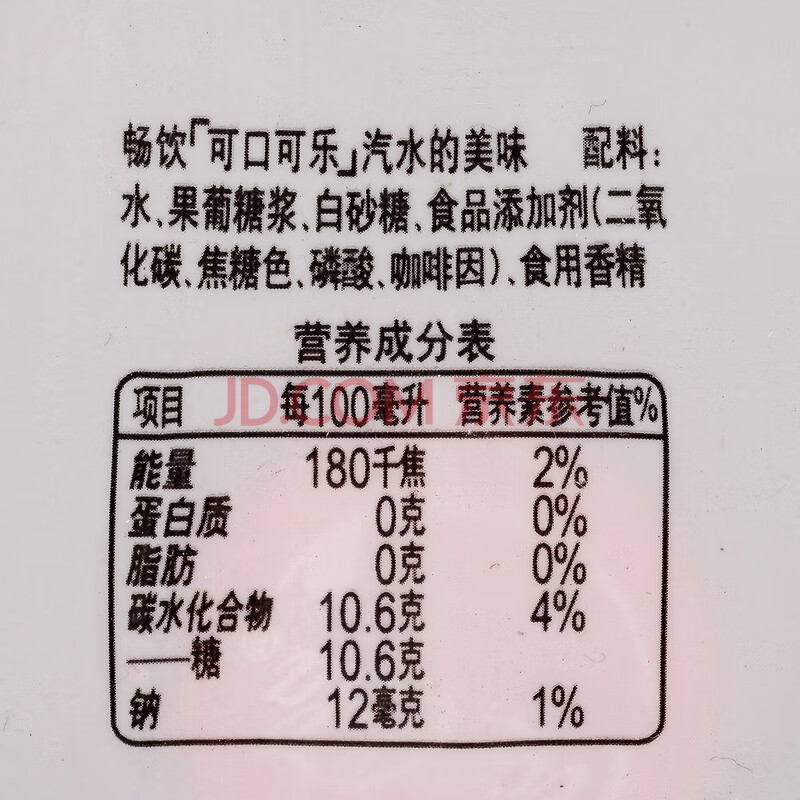 畅饮「可口可乐」汽水的美味 配料:
水、果葡糖浆、白砂糖、食品添加剂(二氧
化碳、焦糖色、磷酸、咖啡因)、食用香精
营养成分表
项目 每100毫升 营养素参考值%
JD.COM 京东
能量 180千焦 2%
蛋白质 0克 0%
脂肪 0克 0%
碳水化合物 10.6克 4%
——糖 10.6克
钠 12毫克 1%